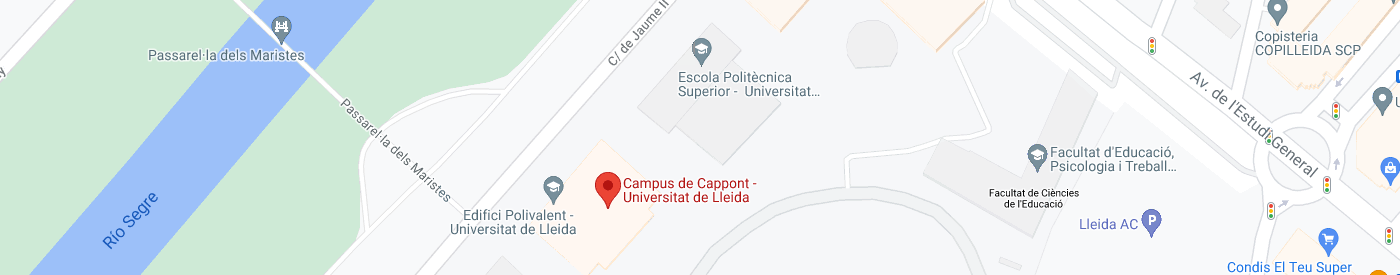 Passarel·la dels Maristes
Passarel·la dels Maristes
Río Segre
C/ de Jaume II
Escola Politècnica
Superior - Universitat...
Edifici Polivalent -
Universitat de Lleida
Campus de Cappont -
Universitat de Lleida
Facultat d'Educació,
Psicologia i Treball...
Facultat de Ciències
de l'Educació
Lleida AC
P
Av. de l'Estudi General
Copisteria
COPILLEIDA SCP
Condis El Teu Super